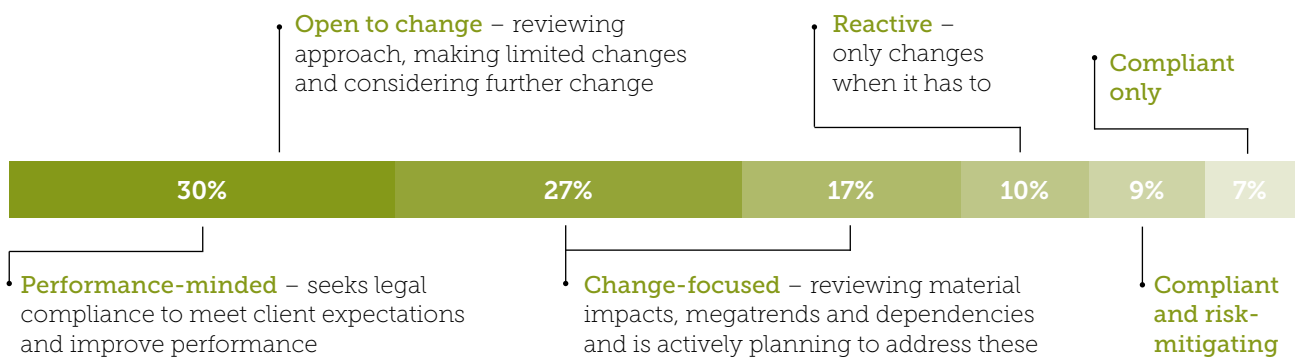 Open to change – reviewing
approach, making limited changes
and considering further change
Reactive –
only changes
when it has to
Compliant
only
30%
27%
17%
10%
9%
7%
Performance-minded – seeks legal
compliance to meet client expectations
and improve performance
Change-focused – reviewing material
impacts, megatrends and dependencies
and is actively planning to address these
Compliant
and risk-
mitigating